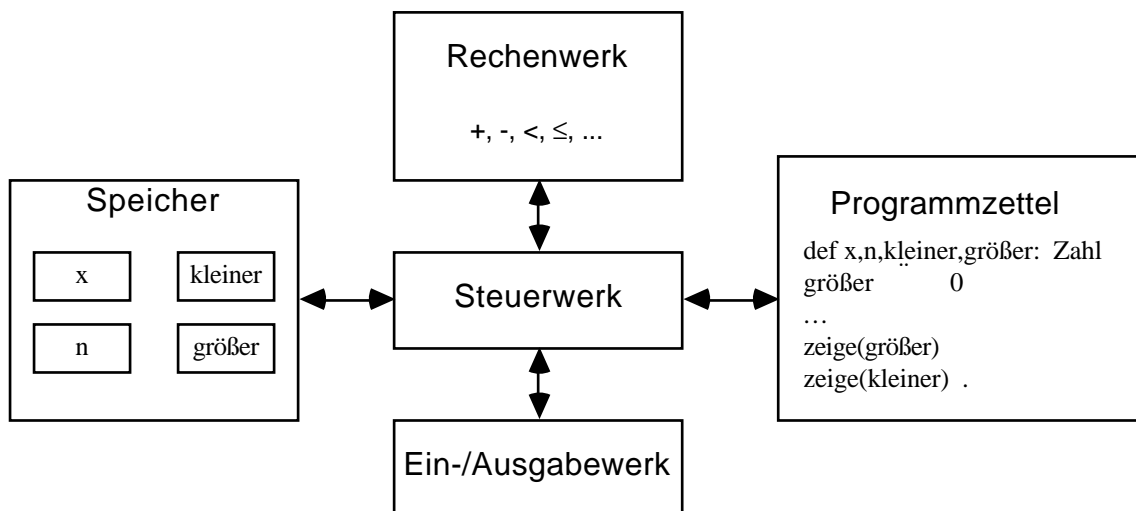 Rechenwerk
+, -, <, ≤, ...
Speicher
x kleiner
n größer
Steuerwerk
Programmzettel
def x,n,kleiner,größer: Zahl
größer ¨ 0
...
zeige(größer)
zeige(kleiner) .
Ein-/Ausgabewerk